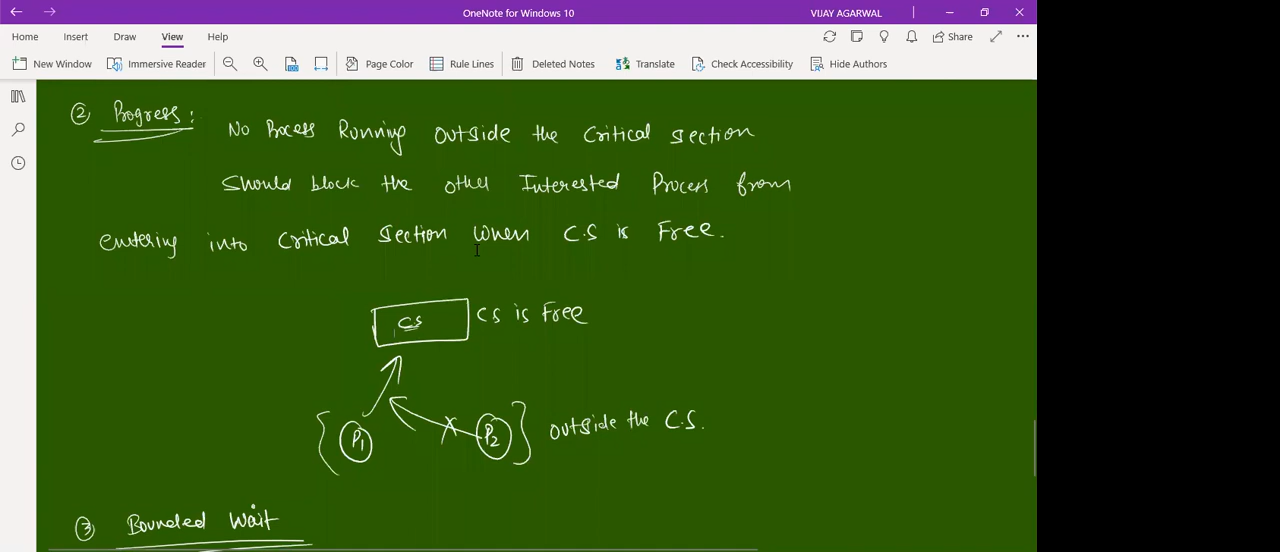 OneNote for Windows 10
VIJAY AGARWAL
Home Insert Draw View Help
Share
New Window Immersive Reader Page Color Rule Lines Deleted Notes Translate Check Accessibility Hide Authors
② Progress:
No Process Running outside the critical section
should block the other Interested Process from
entering into critical section when C.S is Free.
CS
CS is Free
P1
P2
outside the C.S.
③ Bounded Wait